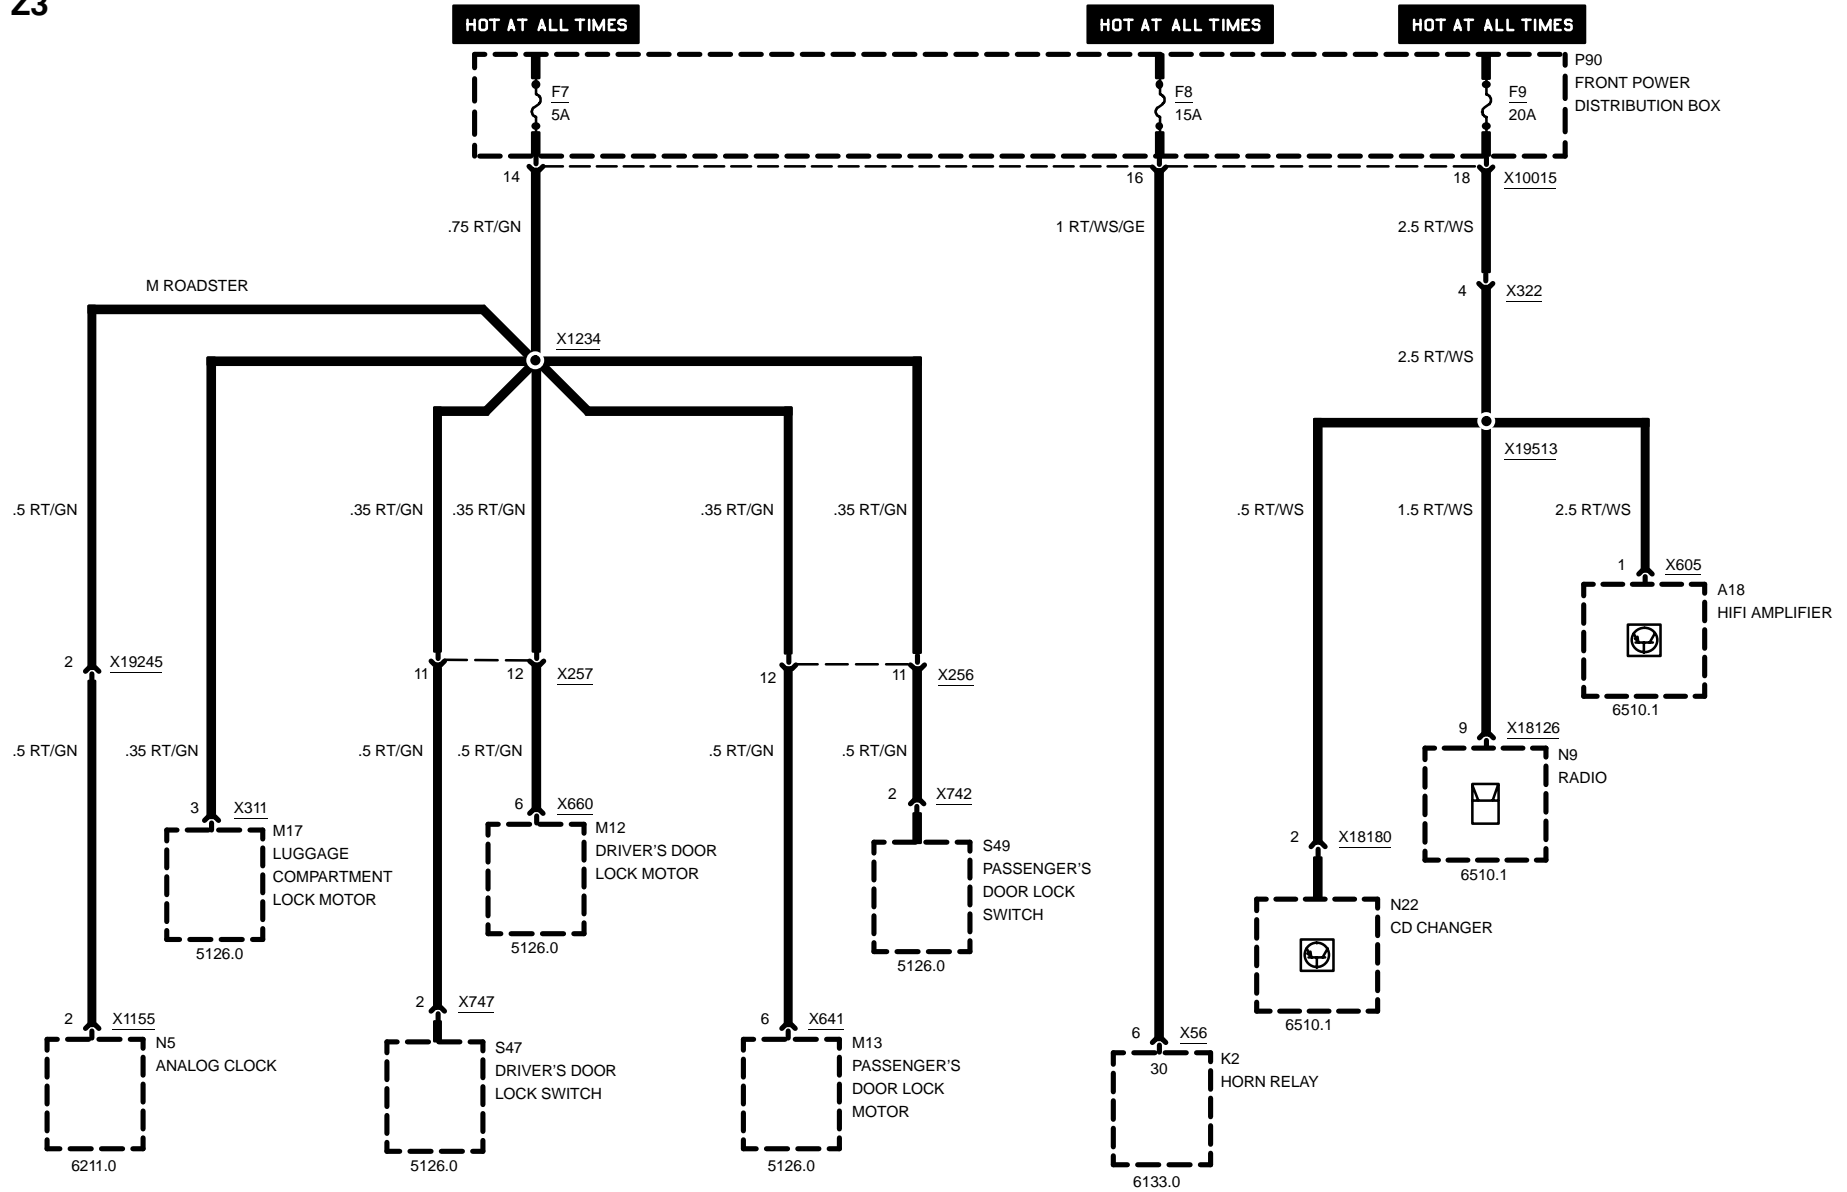 Z3
HOT AT ALL TIMES
HOT AT ALL TIMES
HOT AT ALL TIMES
P90
FRONT POWER
DISTRIBUTION BOX
F7
5A
F8
15A
F9
20A
14
16
18
X10015
.75 RT/GN
1 RT/WS/GE
2.5 RT/WS
M ROADSTER
4
X322
X1234
2.5 RT/WS
X19513
.5 RT/GN
.35 RT/GN
.35 RT/GN
.35 RT/GN
.35 RT/GN
.5 RT/WS
1.5 RT/WS
2.5 RT/WS
1
X605
A18
HIFI AMPLIFIER
6510.1
2
X19245
11
12
X257
12
11
X256
.5 RT/GN
.35 RT/GN
.5 RT/GN
.5 RT/GN
.5 RT/GN
.5 RT/GN
9
X18126
N9
RADIO
6510.1
3
X311
M17
LUGGAGE
COMPARTMENT
LOCK MOTOR
5126.0
6
X660
M12
DRIVER'S DOOR
LOCK MOTOR
5126.0
2
X742
S49
PASSENGER'S
DOOR LOCK
SWITCH
5126.0
2
X18180
N22
CD CHANGER
6510.1
2
X1155
N5
ANALOG CLOCK
6211.0
2
X747
S47
DRIVER'S DOOR
LOCK SWITCH
5126.0
6
X641
M13
PASSENGER'S
DOOR LOCK
MOTOR
5126.0
6
X56
30
K2
HORN RELAY
6133.0